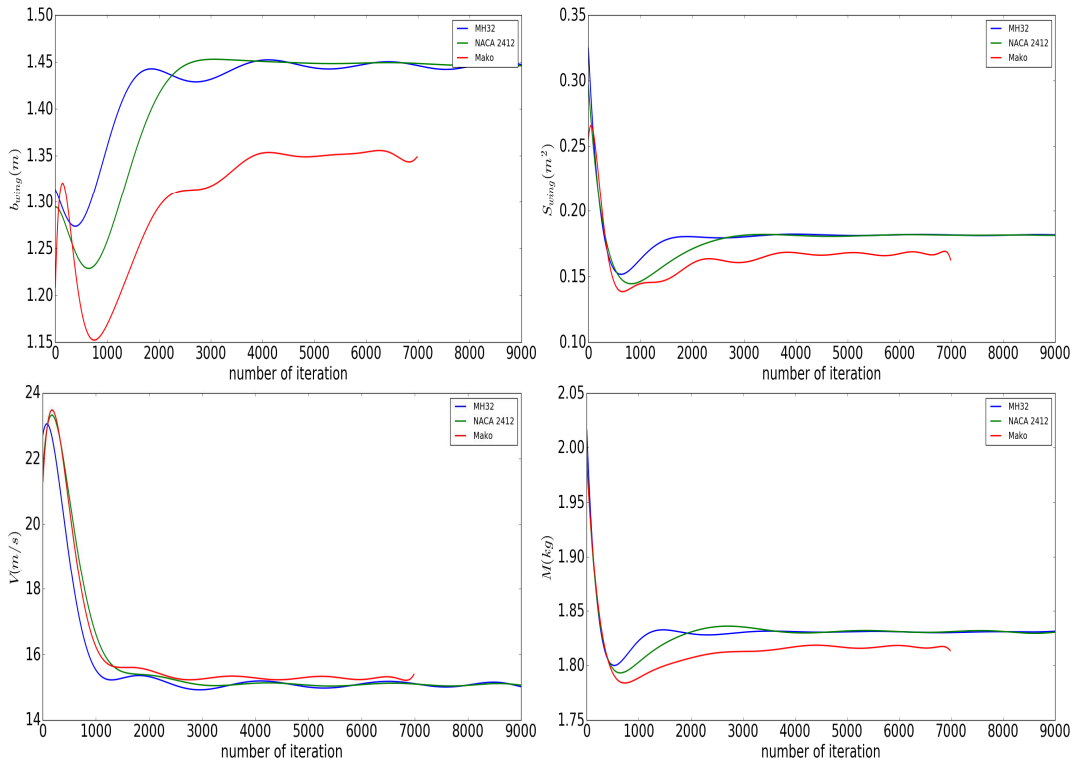 1.50
1.45
1.40
1.35
1.30
1.25
1.20
1.15
b_wing(m)
MH32
NACA 2412
Mako
0 1000 2000 3000 4000 5000 6000 7000 8000 9000
number of iteration
0.35
0.30
0.25
0.20
0.15
0.10
S_wing(m²)
MH32
NACA 2412
Mako
0 1000 2000 3000 4000 5000 6000 7000 8000 9000
number of iteration
24
22
20
18
16
14
V(m/s)
MH32
NACA 2412
Mako
0 1000 2000 3000 4000 5000 6000 7000 8000 9000
number of iteration
2.05
2.00
1.95
1.90
1.85
1.80
1.75
M(kg)
MH32
NACA 2412
Mako
0 1000 2000 3000 4000 5000 6000 7000 8000 9000
number of iteration